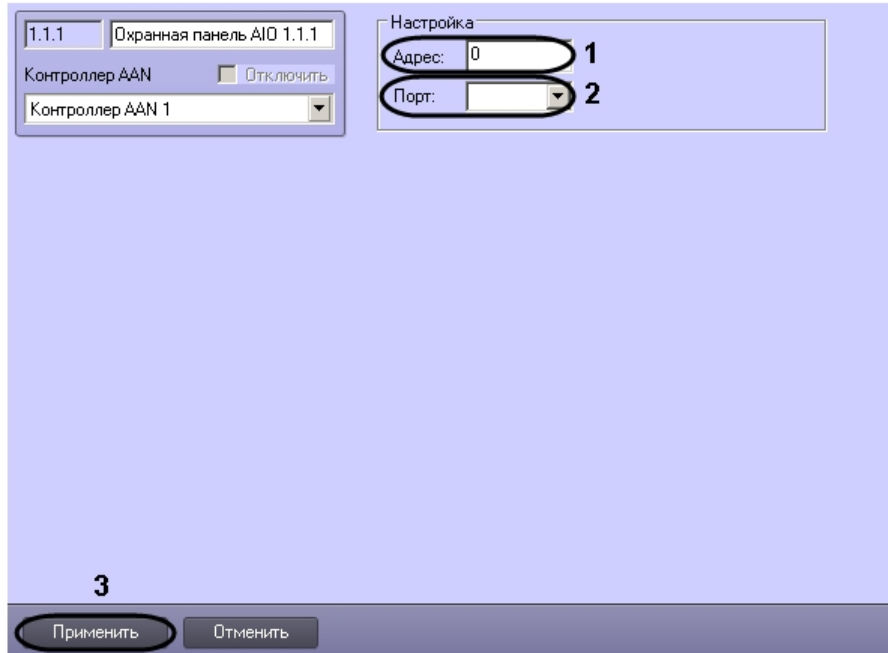 1.1.1 Охранная панель AIO 1.1.1
Контроллер AAN Отключить
Контроллер AAN 1
Настройка
Адрес: 0 1
Порт: 2
3
Применить Отменить